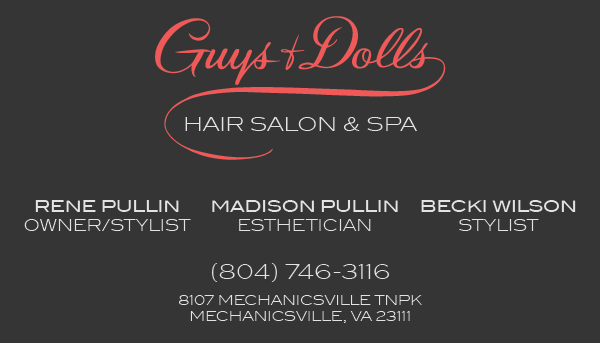 Guys & Dolls
HAIR SALON & SPA
RENE PULLIN MADISON PULLIN BECKI WILSON
OWNER/STYLIST ESTHETICIAN STYLIST
(804) 746-3116
8107 MECHANICSVILLE TNPK
MECHANICSVILLE, VA 23111